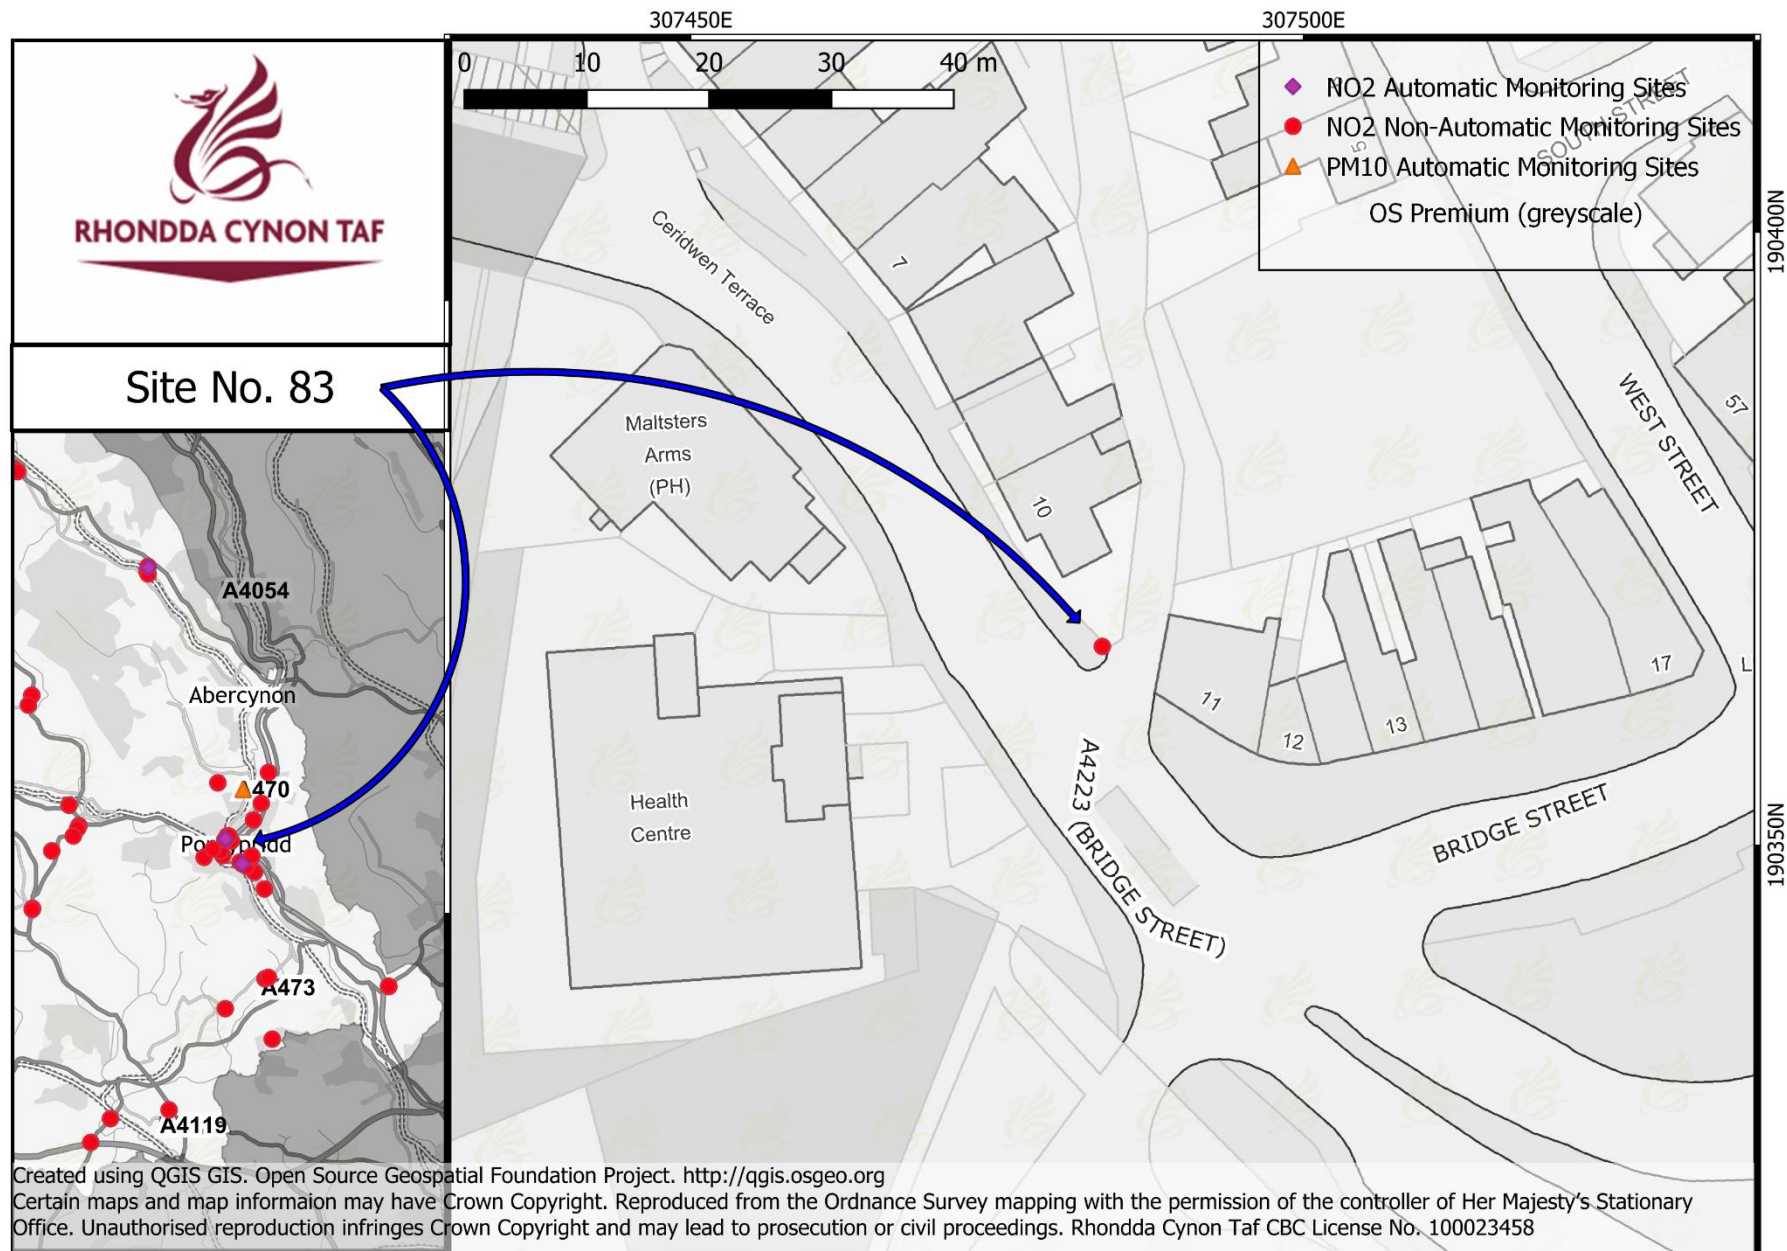 307450E
307500E
0 10 20 30 40 m
NO2 Automatic Monitoring Sites
NO2 Non-Automatic Monitoring Sites
PM10 Automatic Monitoring Sites
OS Premium (greyscale)
190400N
190350N
RHONDDA CYNON TAF
Site No. 83
A4054
Abercynon
470
Pontypridd
A473
A4119
SOUTH STREET
5
Ceridwen Terrace
7
Maltsters
Arms
(PH)
10
WEST STREET
57
11
12
13
17
L
Health
Centre
A4223 (BRIDGE STREET)
BRIDGE STREET
Created using QGIS GIS. Open Source Geospatial Foundation Project. http://qgis.osgeo.org
Certain maps and map informaion may have Crown Copyright. Reproduced from the Ordnance Survey mapping with the permission of the controller of Her Majesty's Stationary
Office. Unauthorised reproduction infringes Crown Copyright and may lead to prosecution or civil proceedings. Rhondda Cynon Taf CBC License No. 100023458